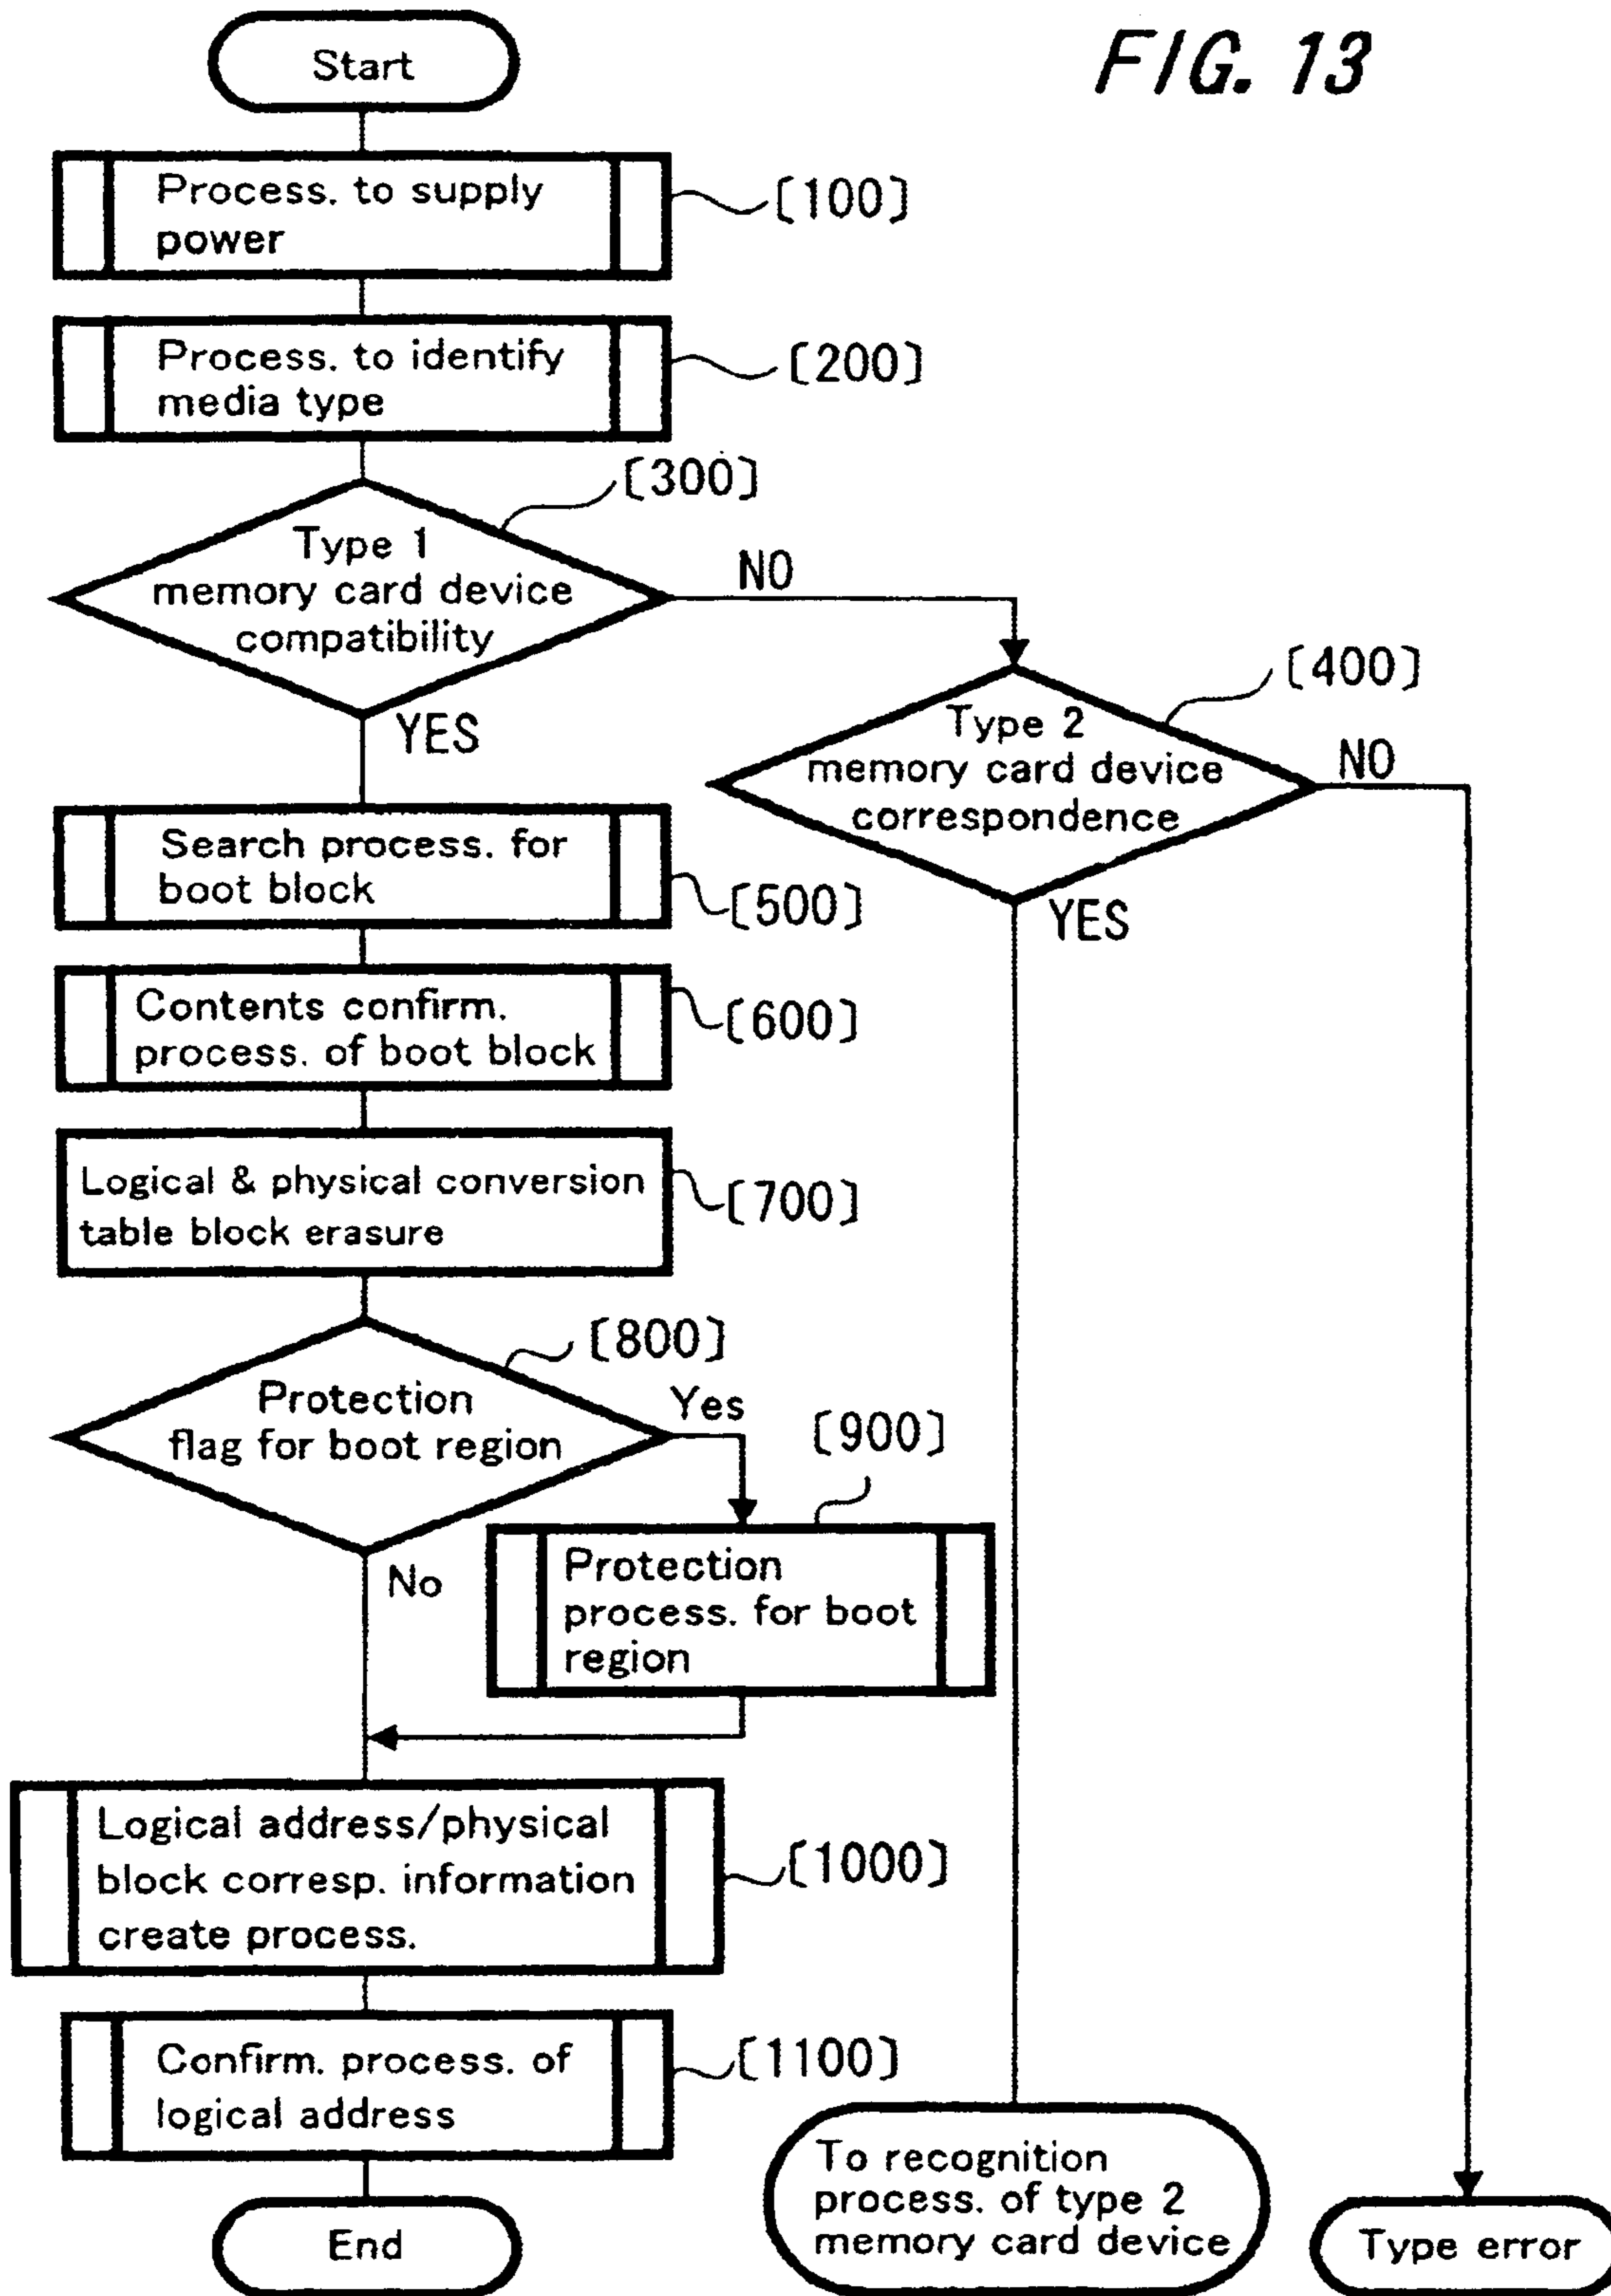 FIG. 13
Start
Process. to supply
power
[100]
Process. to identify
media type
[200]
[300]
Type 1
memory card device
compatibility
NO
YES
[400]
Type 2
memory card device
correspondence
NO
YES
Search process. for
boot block
[500]
Contents confirm.
process. of boot block
[600]
Logical & physical conversion
table block erasure
[700]
[800]
Protection
flag for boot region
Yes
No
[900]
Protection
process. for boot
region
Logical address/physical
block corresp. information
create process.
[1000]
Confirm. process. of
logical address
[1100]
End
To recognition
process. of type 2
memory card device
Type error